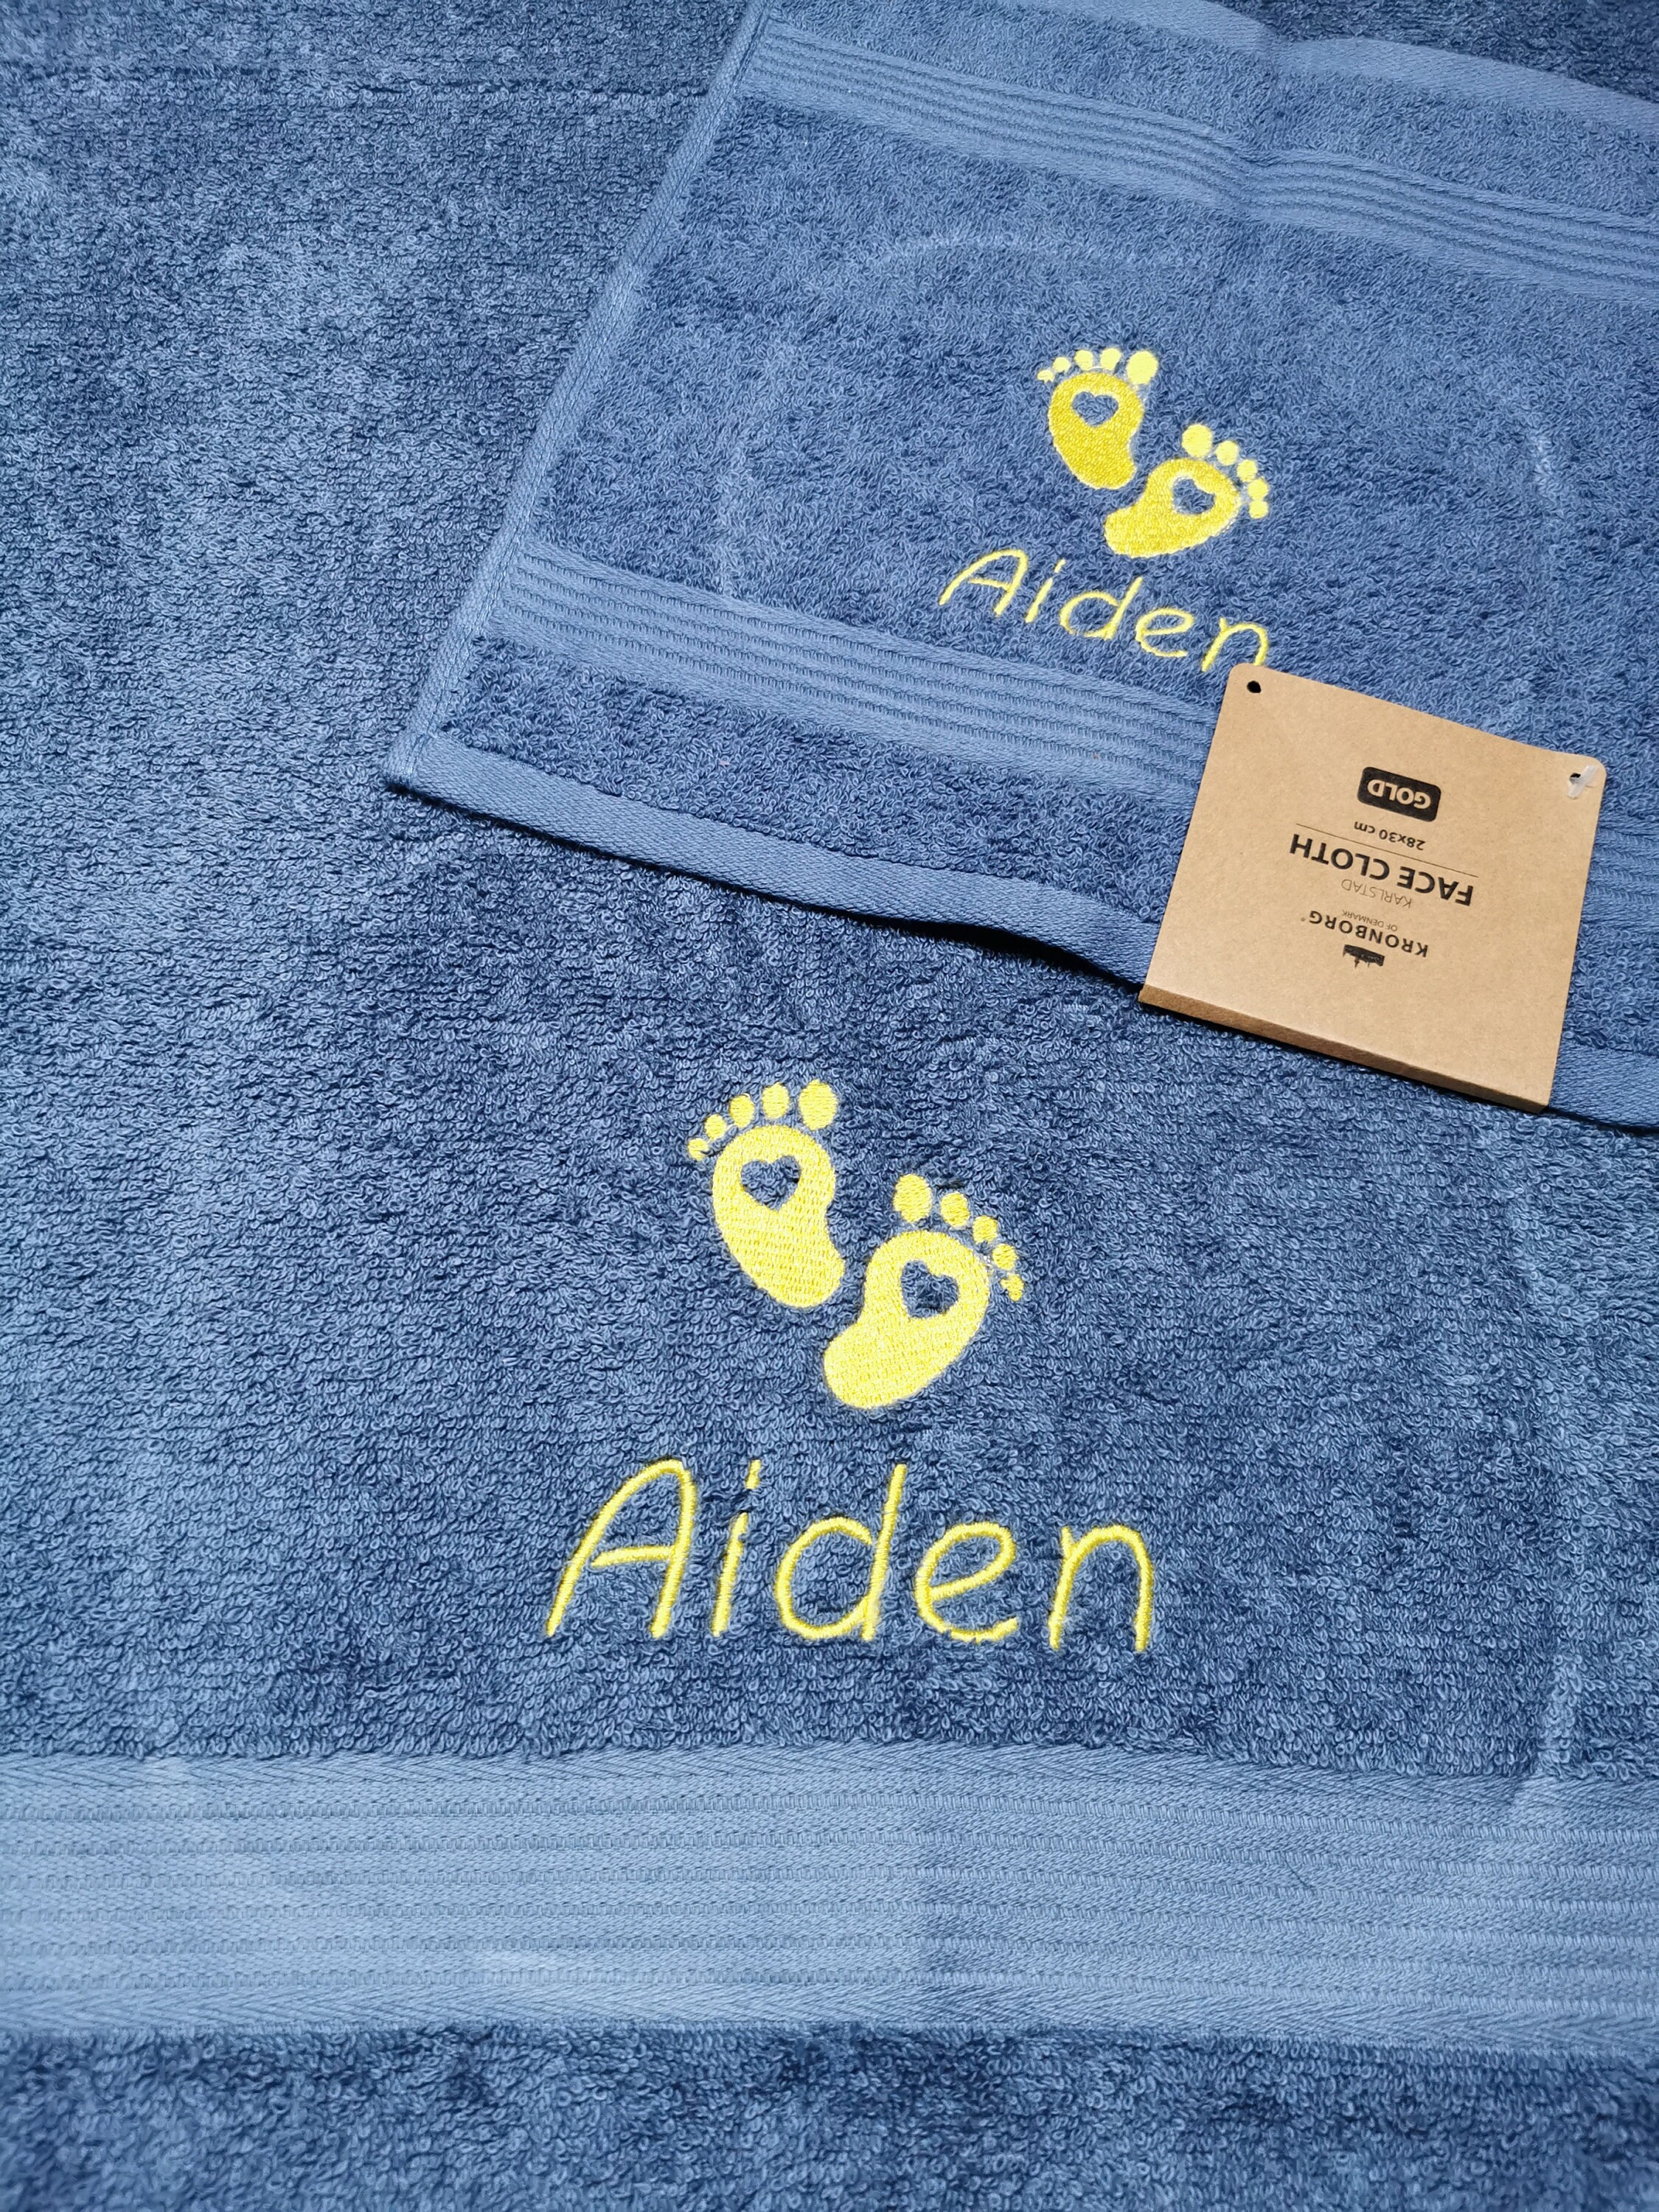 Aiden
KRONBORG®
OF DENMARK
KARLSTAD
FACE CLOTH
28x30 cm
GOLD
Aiden